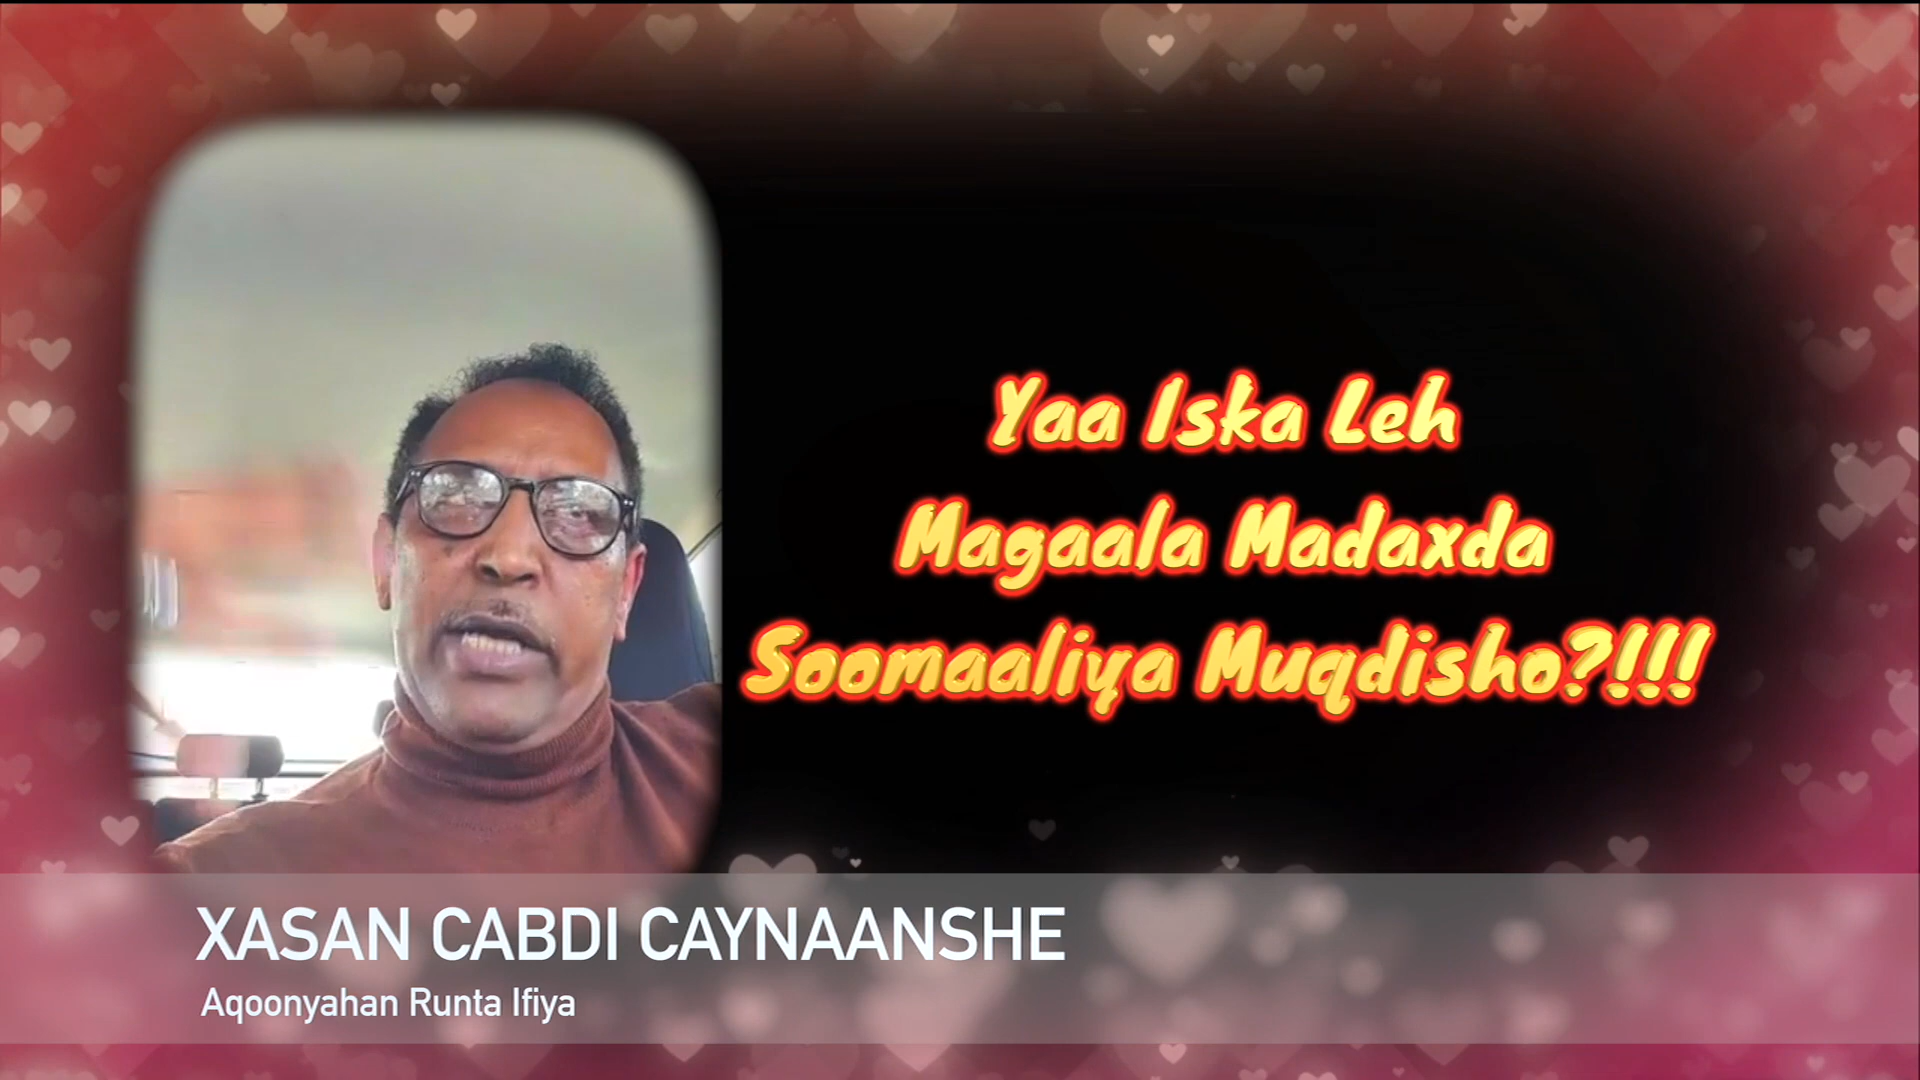 Yaa Iska Leh
Magaala Madaxda
Soomaaliya Muqdisho?!!!
XASAN CABDI CAYNAANSHE
Aqoonyahan Runta Ifiya